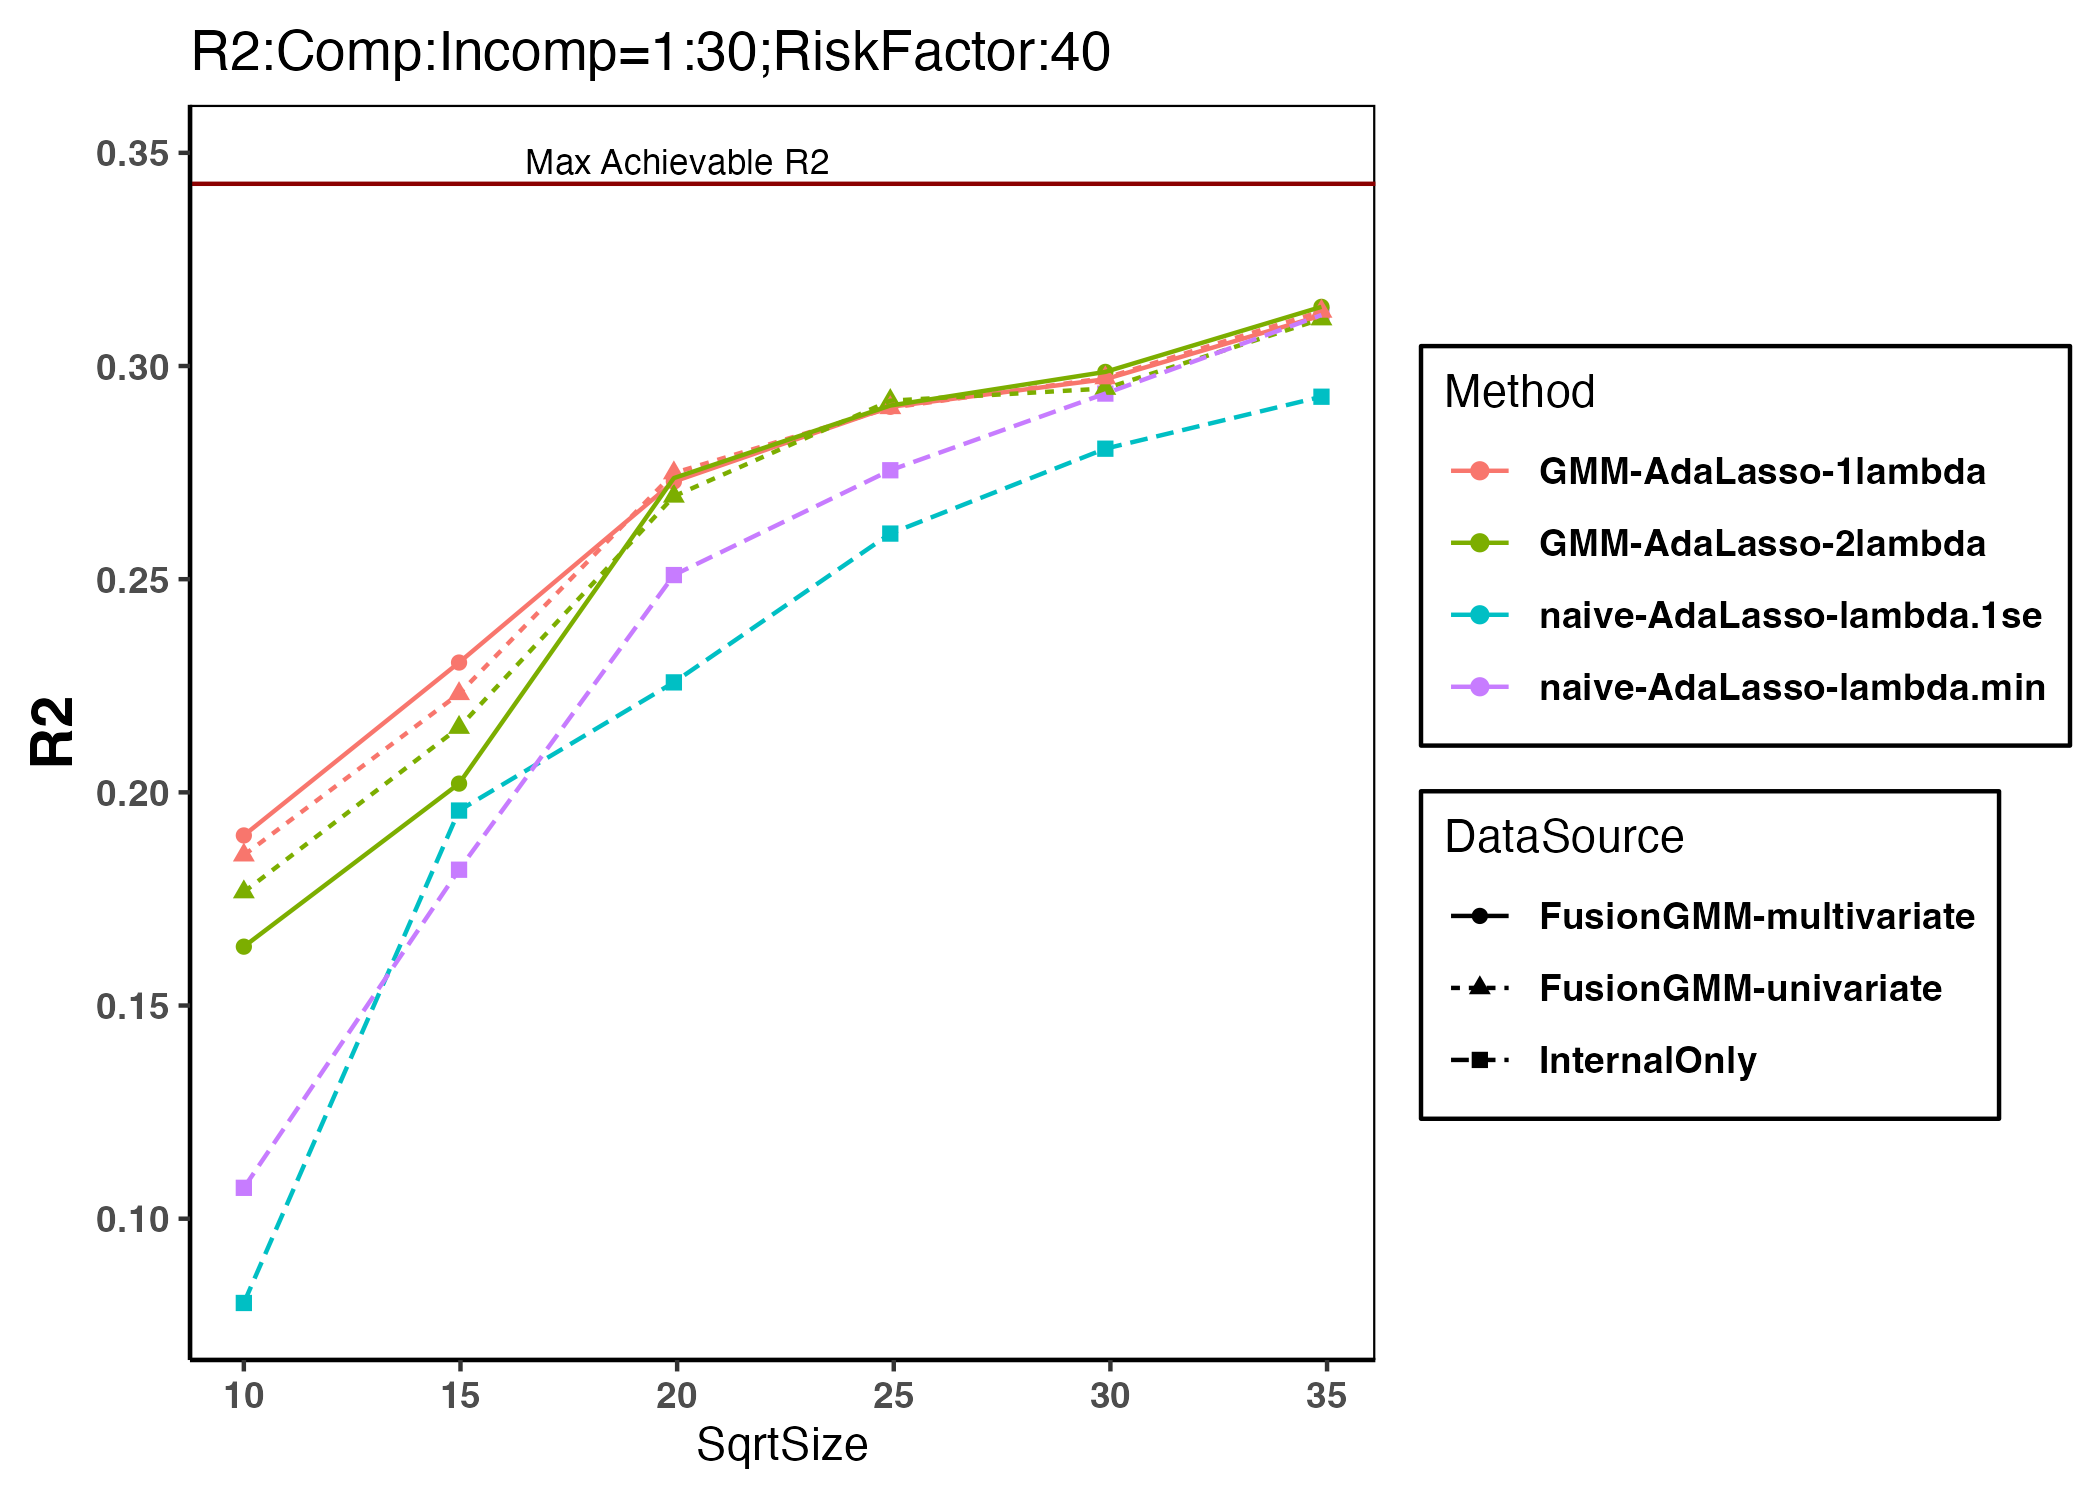 R2:Comp:Incomp=1:30;RiskFactor:40
Max Achievable R2
0.35
0.30
0.25
0.20
0.15
0.10
R2
10 15 20 25 30 35
SqrtSize
Method
GMM-AdaLasso-1lambda
GMM-AdaLasso-2lambda
naive-AdaLasso-lambda.1se
naive-AdaLasso-lambda.min
DataSource
FusionGMM-multivariate
FusionGMM-univariate
InternalOnly